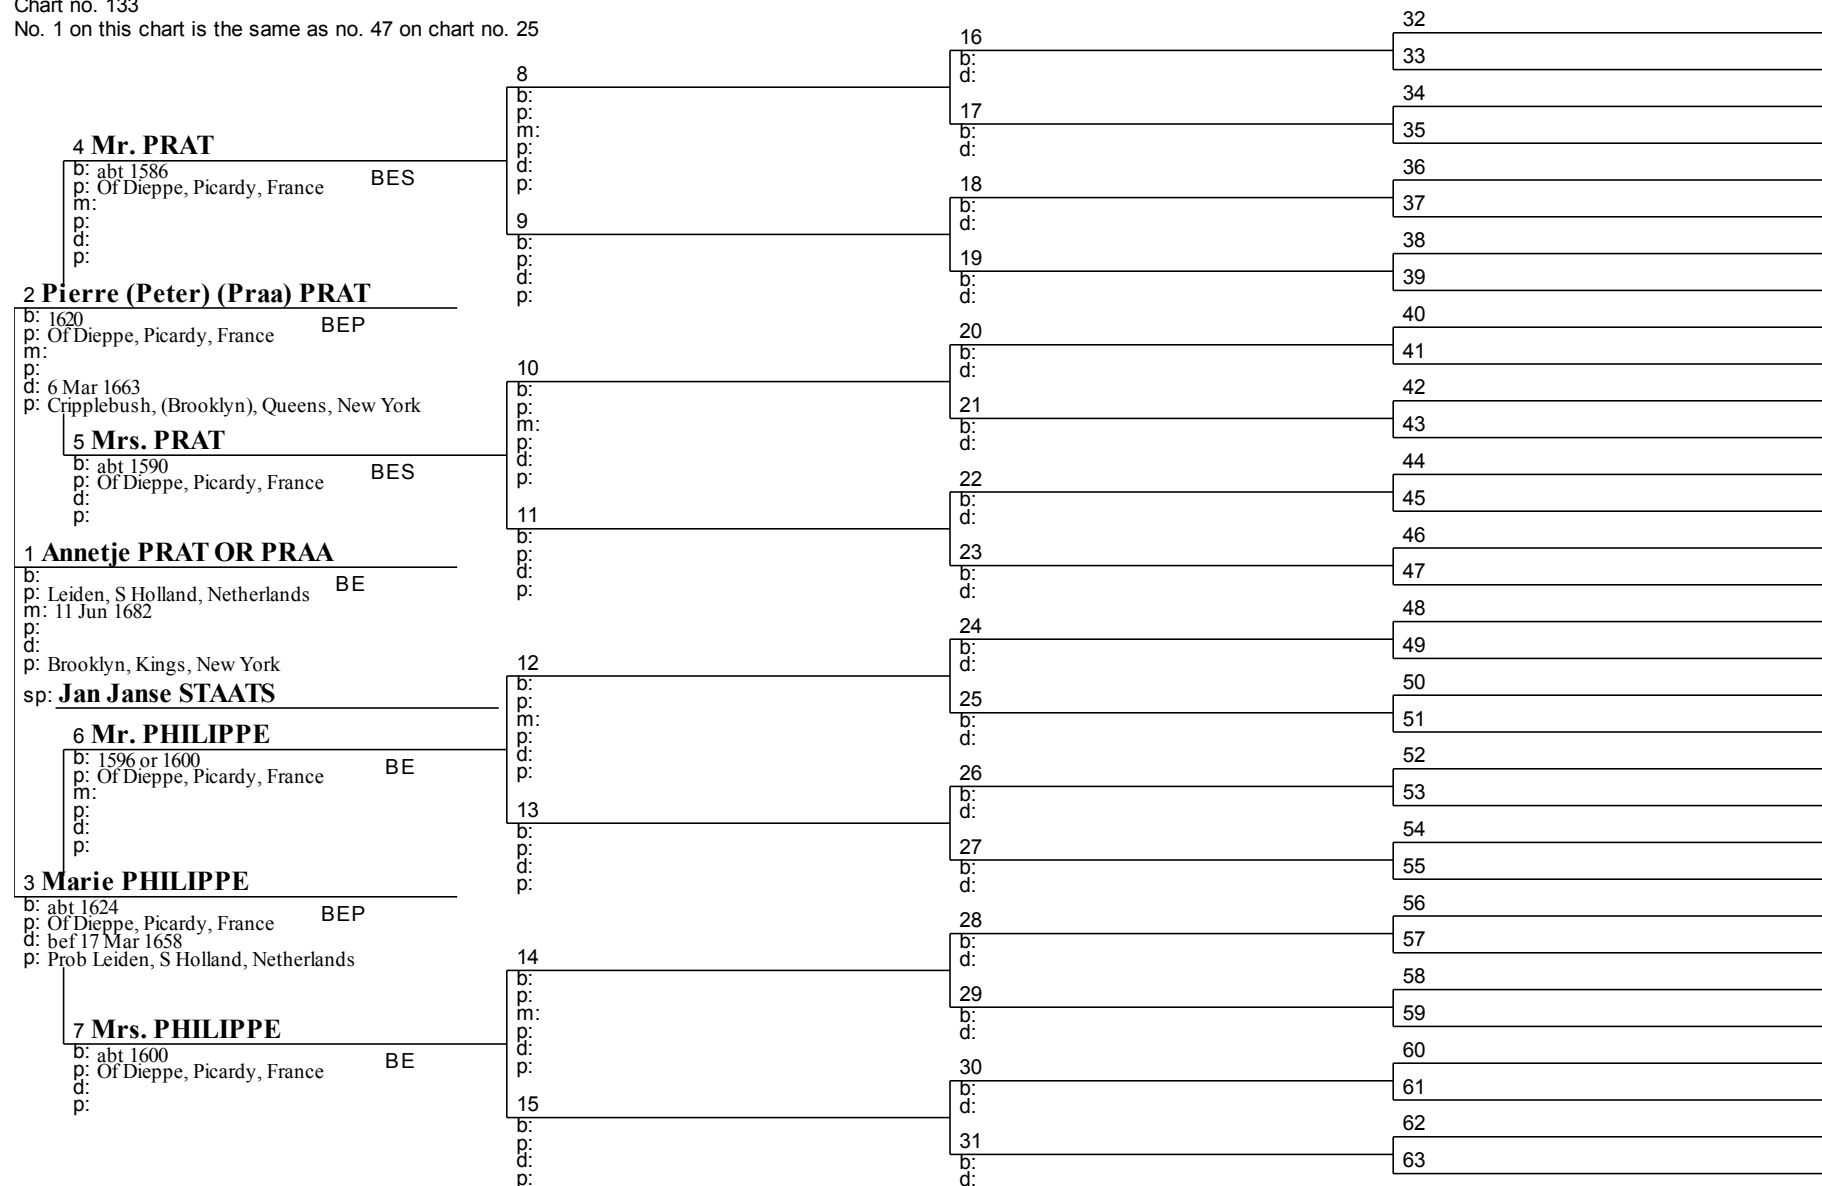 Chart no. 133
No. 1 on this chart is the same as no. 47 on chart no. 25
4 Mr. PRAT
b: abt 1586
BES
p: Of Dieppe, Picardy, France
m:
p:
d:
p:
2 Pierre (Peter) (Praa) PRAT
b: 1620
BEP
p: Of Dieppe, Picardy, France
m:
p:
d: 6 Mar 1663
p: Cripplebush, (Brooklyn), Queens, New York
5 Mrs. PRAT
b: abt 1590
BES
p: Of Dieppe, Picardy, France
d:
p:
1 Annetje PRAT OR PRAA
b:
BE
p: Leiden, S Holland, Netherlands
m: 11 Jun 1682
p:
d:
p: Brooklyn, Kings, New York
sp: Jan Janse STAATS
6 Mr. PHILIPPE
b: 1596 or 1600
BE
p: Of Dieppe, Picardy, France
m:
p:
d:
p:
3 Marie PHILIPPE
b: abt 1624
BEP
p: Of Dieppe, Picardy, France
d: bef 17 Mar 1658
p: Prob Leiden, S Holland, Netherlands
7 Mrs. PHILIPPE
b: abt 1600
BE
p: Of Dieppe, Picardy, France
d:
p:
8
b:
p:
m:
p:
d:
p:
9
b:
p:
d:
p:
10
b:
p:
m:
p:
d:
p:
11
b:
p:
d:
p:
12
b:
p:
m:
p:
d:
p:
13
b:
p:
d:
p:
14
b:
p:
m:
p:
d:
p:
15
b:
p:
d:
p:
16
b:
d:
17
b:
d:
18
b:
d:
19
b:
d:
20
b:
d:
21
b:
d:
22
b:
d:
23
b:
d:
24
b:
d:
25
b:
d:
26
b:
d:
27
b:
d:
28
b:
d:
29
b:
d:
30
b:
d:
31
b:
d:
32
33
34
35
36
37
38
39
40
41
42
43
44
45
46
47
48
49
50
51
52
53
54
55
56
57
58
59
60
61
62
63